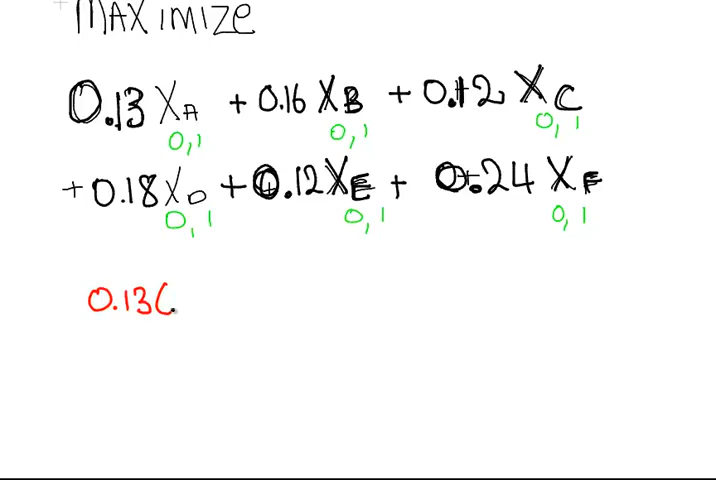 MAXIMIZE
0.13 XA + 0.16 XB + 0.12 XC
0,1 0,1 0,1
+ 0.18 XD + 0.12 XE + 0.24 XF
0,1 0,1 0,1
0.13(